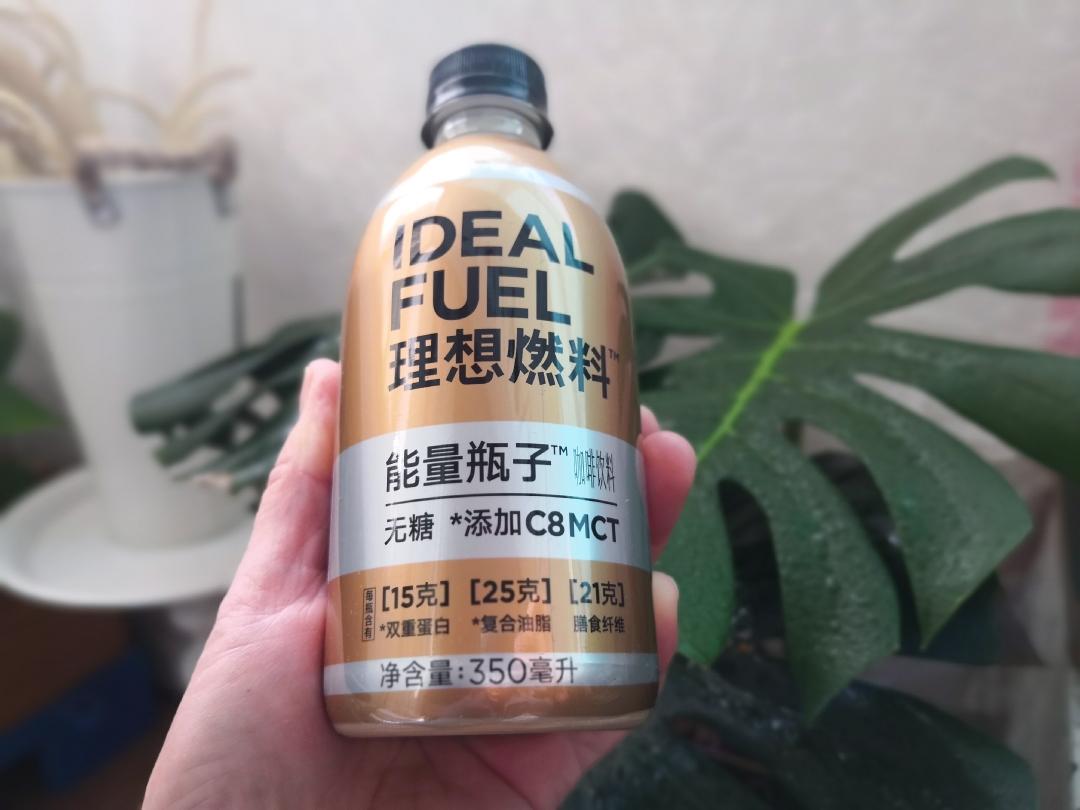 IDEAL
FUEL
理想燃料™
能量瓶子™ 咖啡饮料
无糖 *添加C8MCT
每瓶含有 [15克] [25克] [21克]
*双重蛋白 *复合油脂 膳食纤维
净含量:350毫升